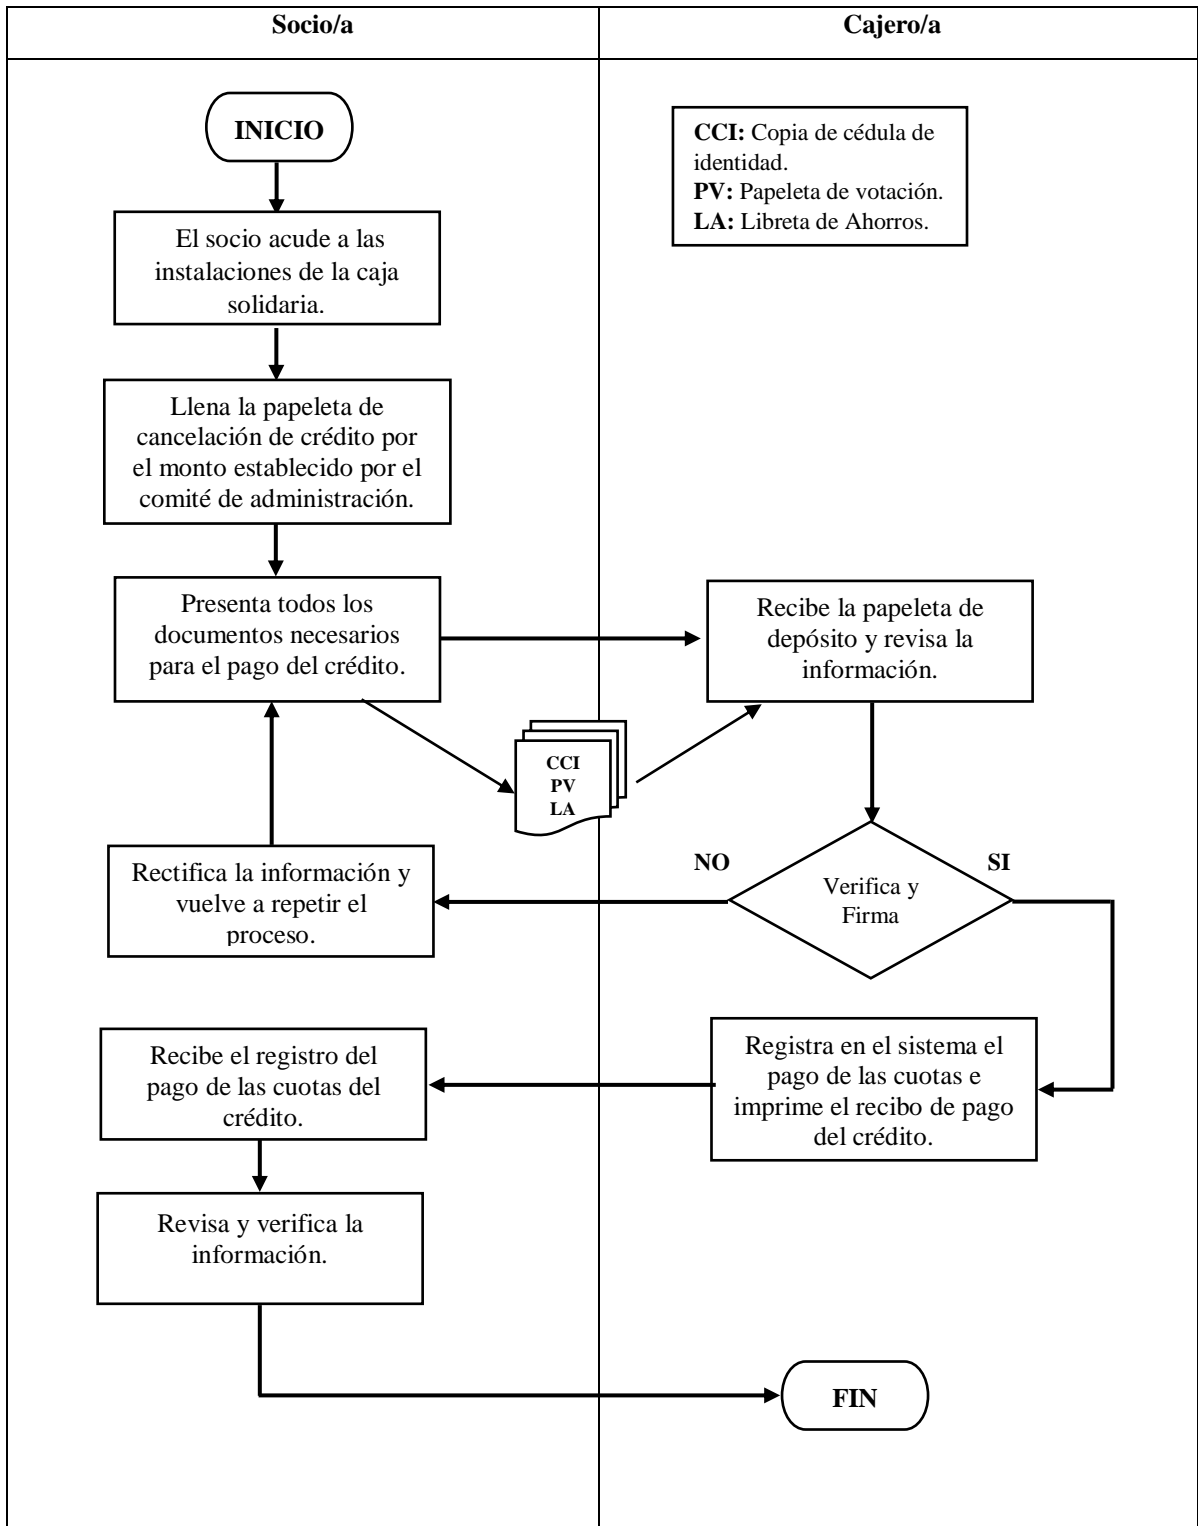 Socio/a
Cajero/a
INICIO
CCI: Copia de cédula de
identidad.
PV: Papeleta de votación.
LA: Libreta de Ahorros.
El socio acude a las
instalaciones de la caja
solidaria.
Llena la papeleta de
cancelación de crédito por
el monto establecido por el
comité de administración.
Presenta todos los
documentos necesarios
para el pago del crédito.
Recibe la papeleta de
depósito y revisa la
información.
CCI
PV
LA
NO
SI
Verifica y
Firma
Rectifica la información y
vuelve a repetir el
proceso.
Registra en el sistema el
pago de las cuotas e
imprime el recibo de pago
del crédito.
Recibe el registro del
pago de las cuotas del
crédito.
Revisa y verifica la
información.
FIN